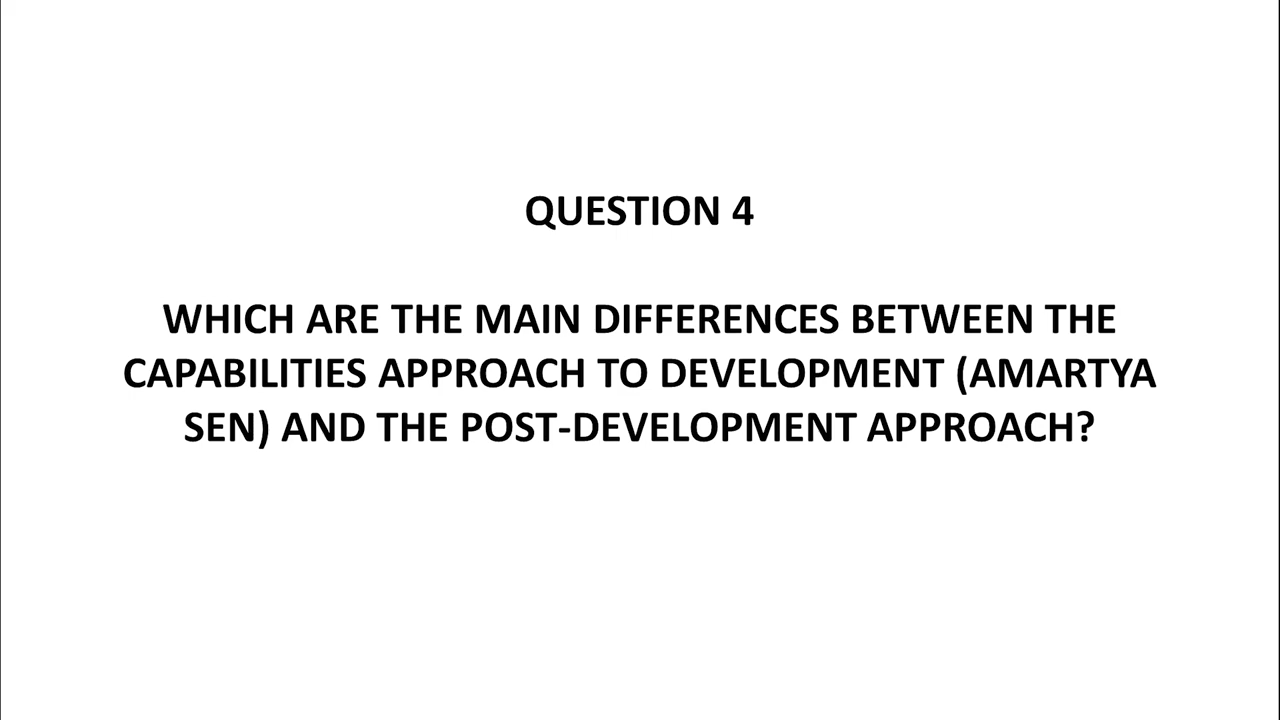 QUESTION 4
WHICH ARE THE MAIN DIFFERENCES BETWEEN THE
CAPABILITIES APPROACH TO DEVELOPMENT (AMARTYA
SEN) AND THE POST-DEVELOPMENT APPROACH?